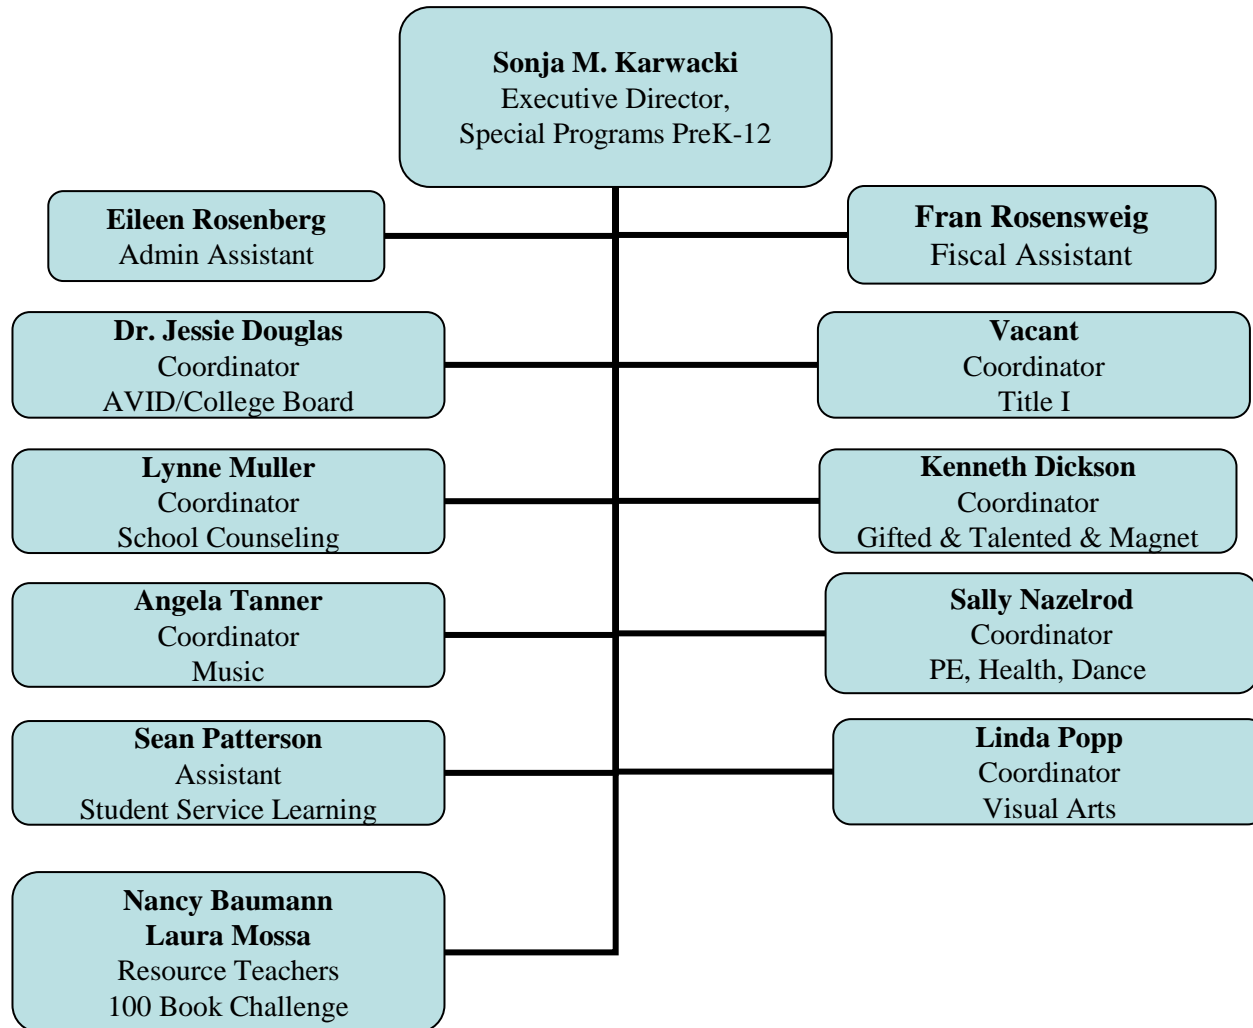 Sonja M. Karwacki
Executive Director,
Special Programs PreK-12
Eileen Rosenberg
Admin Assistant
Fran Rosensweig
Fiscal Assistant
Dr. Jessie Douglas
Coordinator
AVID/College Board
Vacant
Coordinator
Title I
Lynne Muller
Coordinator
School Counseling
Kenneth Dickson
Coordinator
Gifted & Talented & Magnet
Angela Tanner
Coordinator
Music
Sally Nazelrod
Coordinator
PE, Health, Dance
Sean Patterson
Assistant
Student Service Learning
Linda Popp
Coordinator
Visual Arts
Nancy Baumann
Laura Mossa
Resource Teachers
100 Book Challenge